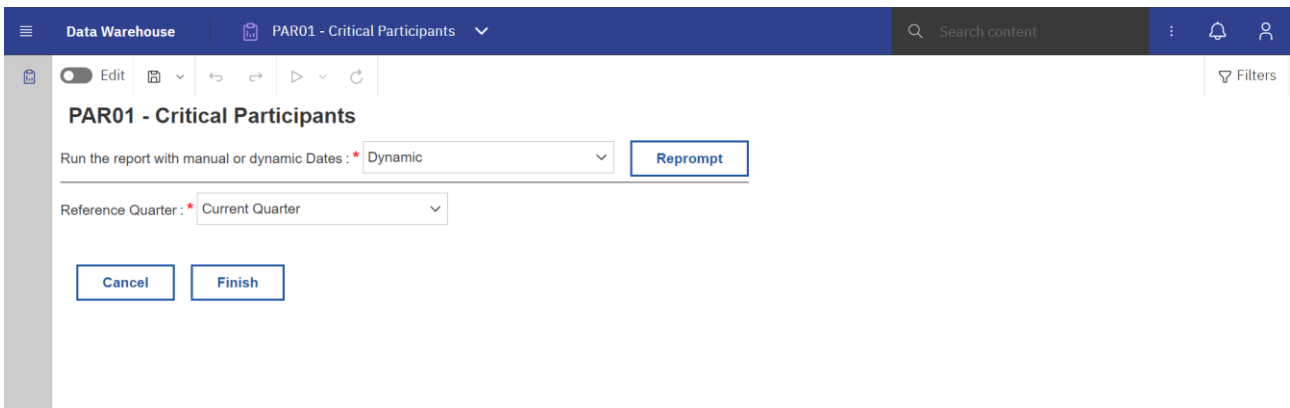 Data Warehouse PAR01 - Critical Participants Search content
Edit Filters
PAR01 - Critical Participants
Run the report with manual or dynamic Dates : * Dynamic Reprompt
Reference Quarter : * Current Quarter
Cancel Finish